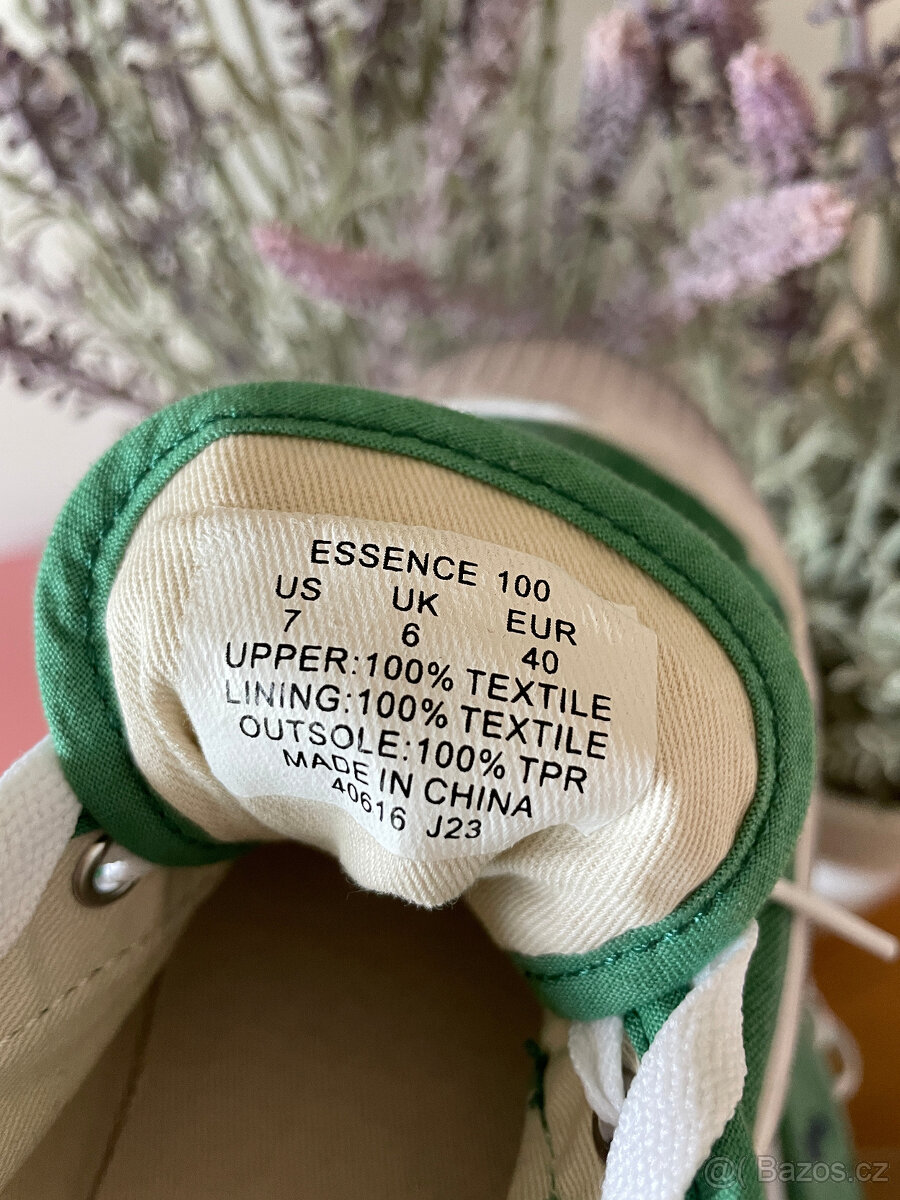 ESSENCE 100
US UK EUR
7 6 40
UPPER:100% TEXTILE
LINING:100% TEXTILE
OUTSOLE:100% TPR
MADE IN CHINA
40616 J23
Bazos.cz